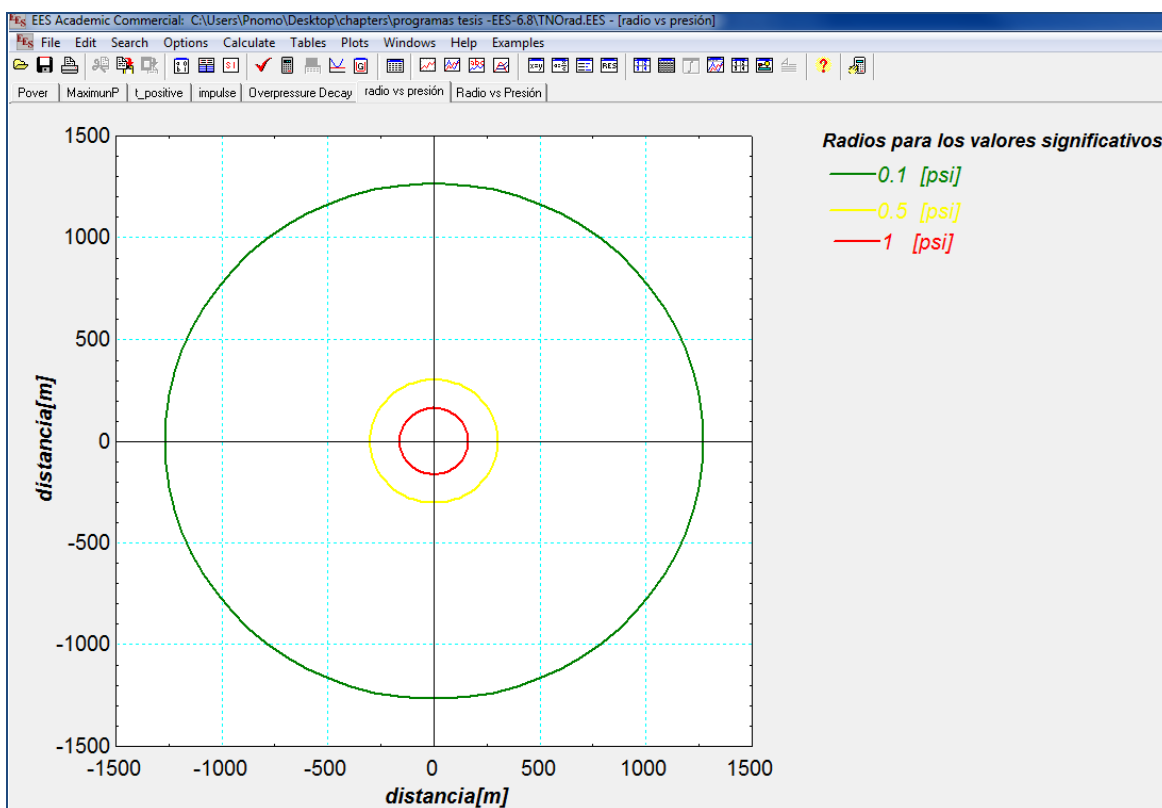 EES Academic Commercial: C:\Users\Pnomo\Desktop\chapters\programas tesis -EES-6.8\TNOrad.EES - [radio vs presión]
File Edit Search Options Calculate Tables Plots Windows Help Examples
Pover MaximunP t_positive impulse Overpressure Decay radio vs presión Radio vs Presión
Radios para los valores significativos
0.1 [psi]
0.5 [psi]
1 [psi]
1500
1000
500
0
-500
-1000
-1500
distancia[m]
-1500 -1000 -500 0 500 1000 1500
distancia[m]